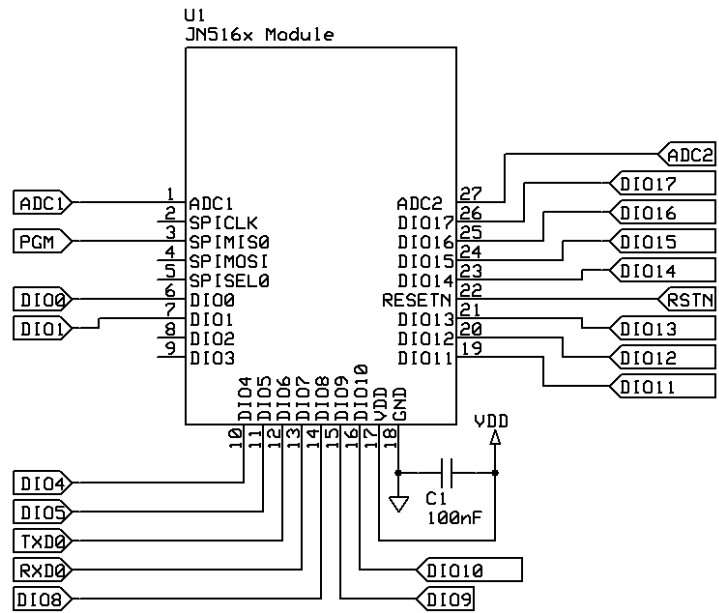 U1
JN516x Module
ADC1 1 ADC1 ADC2 27 ADC2
2 SPICLK DIO17 26 DIO17
PGM 3 SPIMISO DIO16 25 DIO16
4 SPIMOSI DIO15 24 DIO15
5 SPISEL0 DIO14 23 DIO14
DIO0 6 DIO0 RESETN 22 RSTN
DIO1 7 DIO1 DIO13 21 DIO13
8 DIO2 DIO12 20 DIO12
9 DIO3 DIO11 19 DIO11
DIO4 DIO5 DIO6 DIO7 DIO8 DIO9 DIO10 VDD GND
10 11 12 13 14 15 16 17 18
VDD
DIO4
C1
100nF
DIO5
TXD0
RXD0 DIO10
DIO8 DIO9